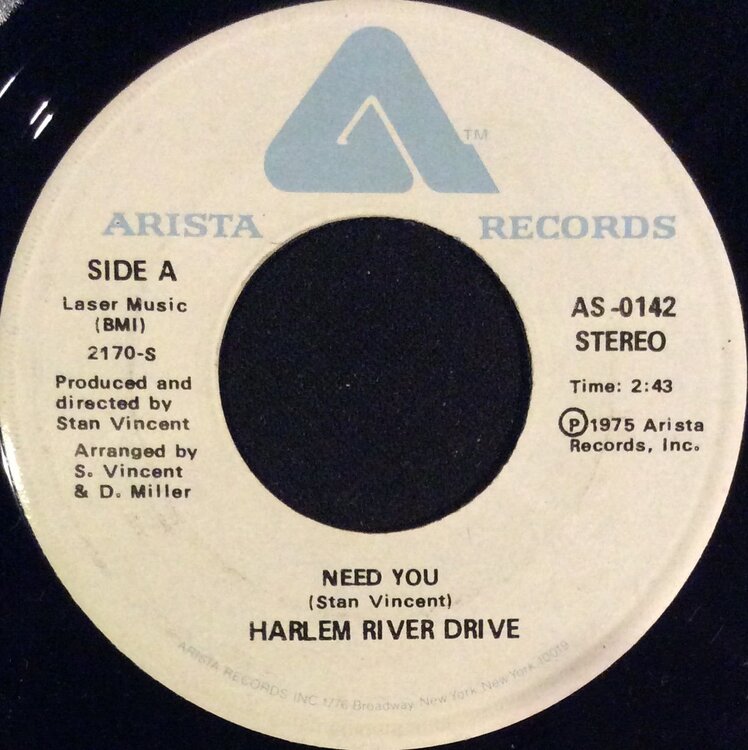 TM
ARISTA RECORDS
SIDE A
Laser Music
(BMI)
2170-S
Produced and
directed by
Stan Vincent
Arranged by
S. Vincent
& D. Miller
AS-0142
STEREO
Time: 2:43
Ⓟ1975 Arista
Records, Inc.
NEED YOU
(Stan Vincent)
HARLEM RIVER DRIVE
ARISTA RECORDS INC 1776 Broadway, New York, New York 10019